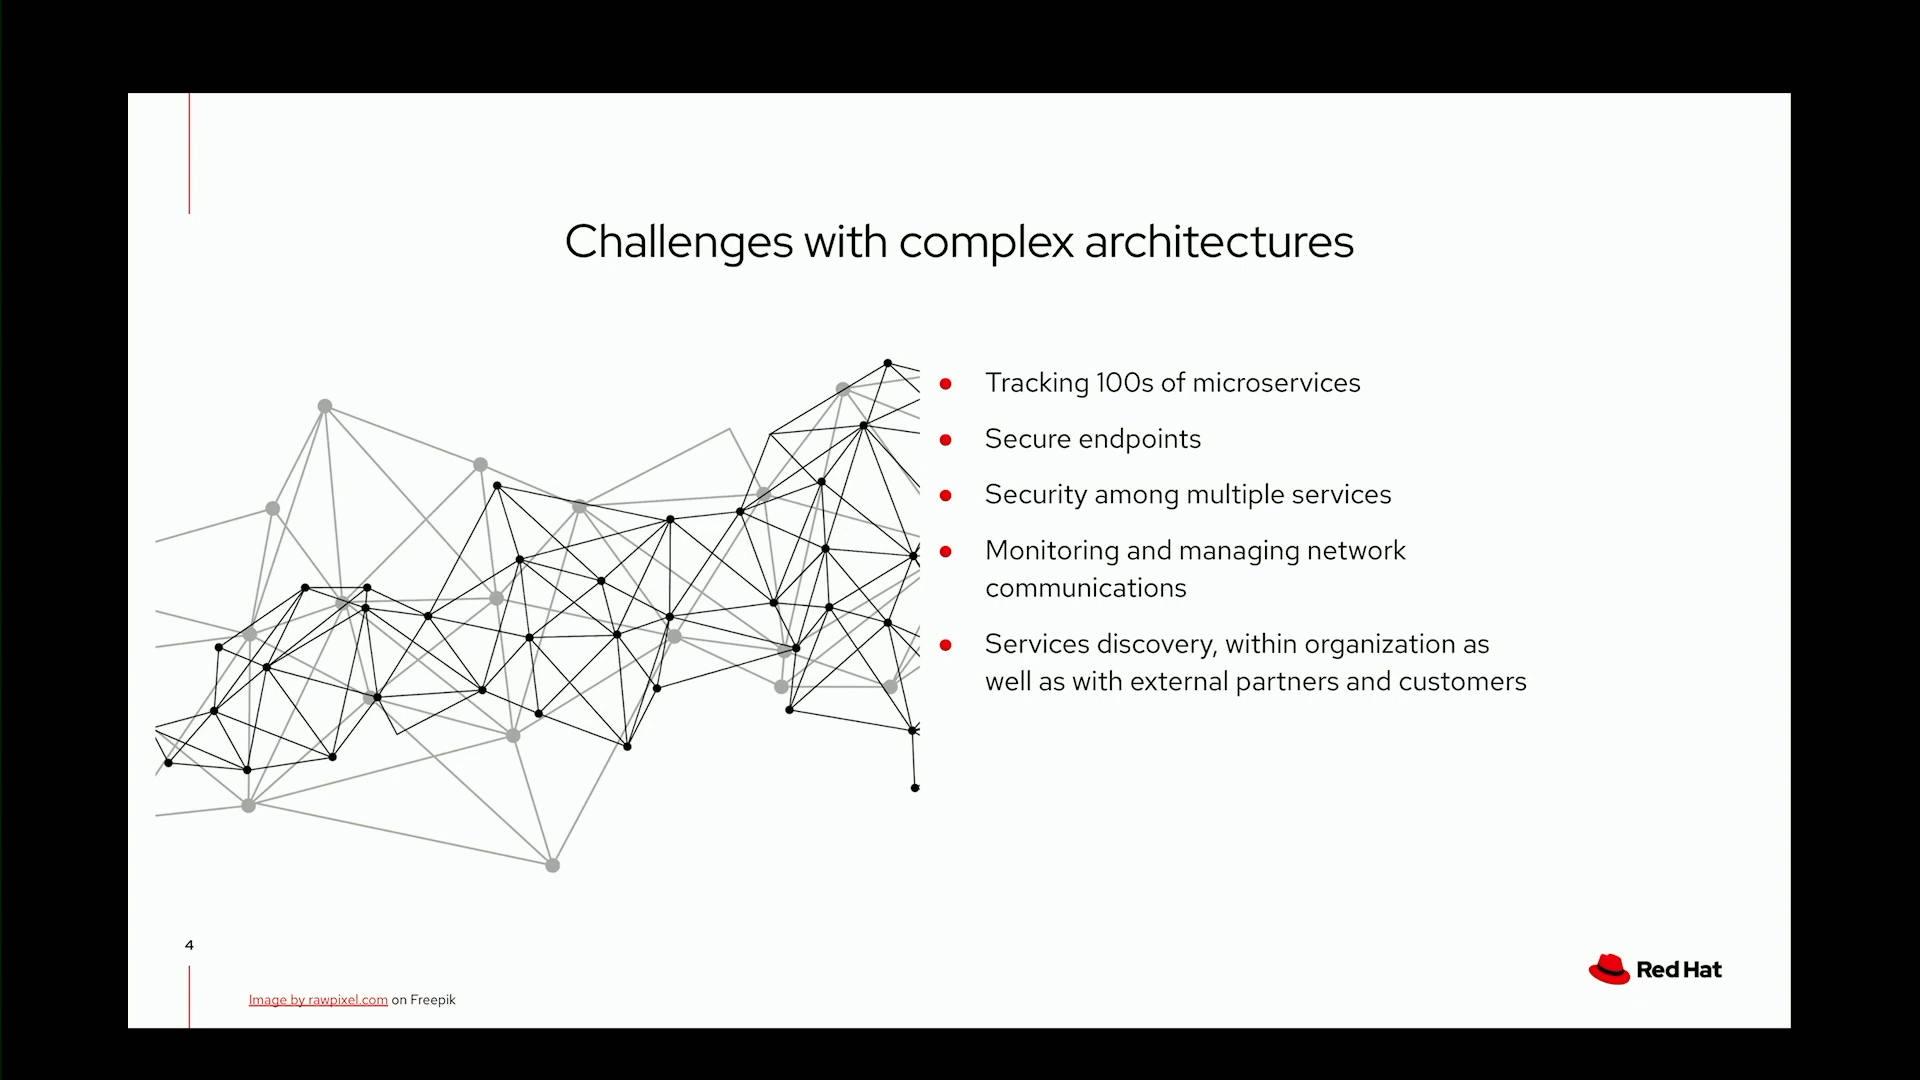 Challenges with complex architectures
Tracking 100s of microservices
Secure endpoints
Security among multiple services
Monitoring and managing network
communications
Services discovery, within organization as
well as with external partners and customers
4
Red Hat
Image by rawpixel.com on Freepik